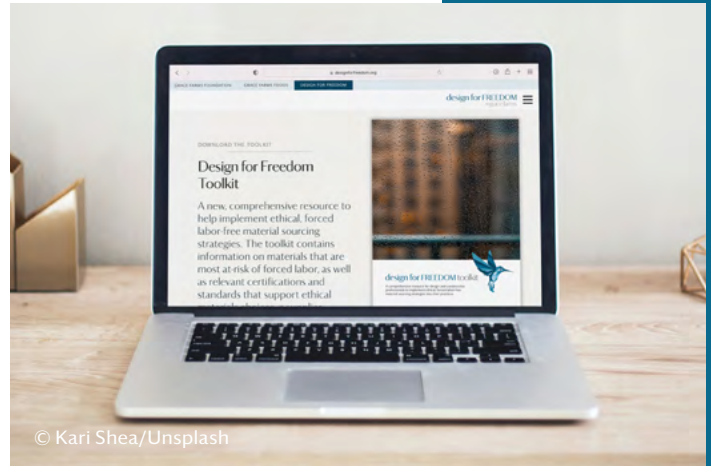 designforfreedom.org
GRACE FARMS FOUNDATION GRACE FARMS FOODS DESIGN FOR FREEDOM
design for FREEDOM
DOWNLOAD THE TOOLKIT
Design for Freedom
Toolkit
A new, comprehensive resource to
help implement ethical, forced
labor-free material sourcing
strategies. The toolkit contains
information on materials that are
most at-risk of forced labor, as well
as relevant certifications and
standards that support ethical
design for FREEDOM toolkit
© Kari Shea/Unsplash